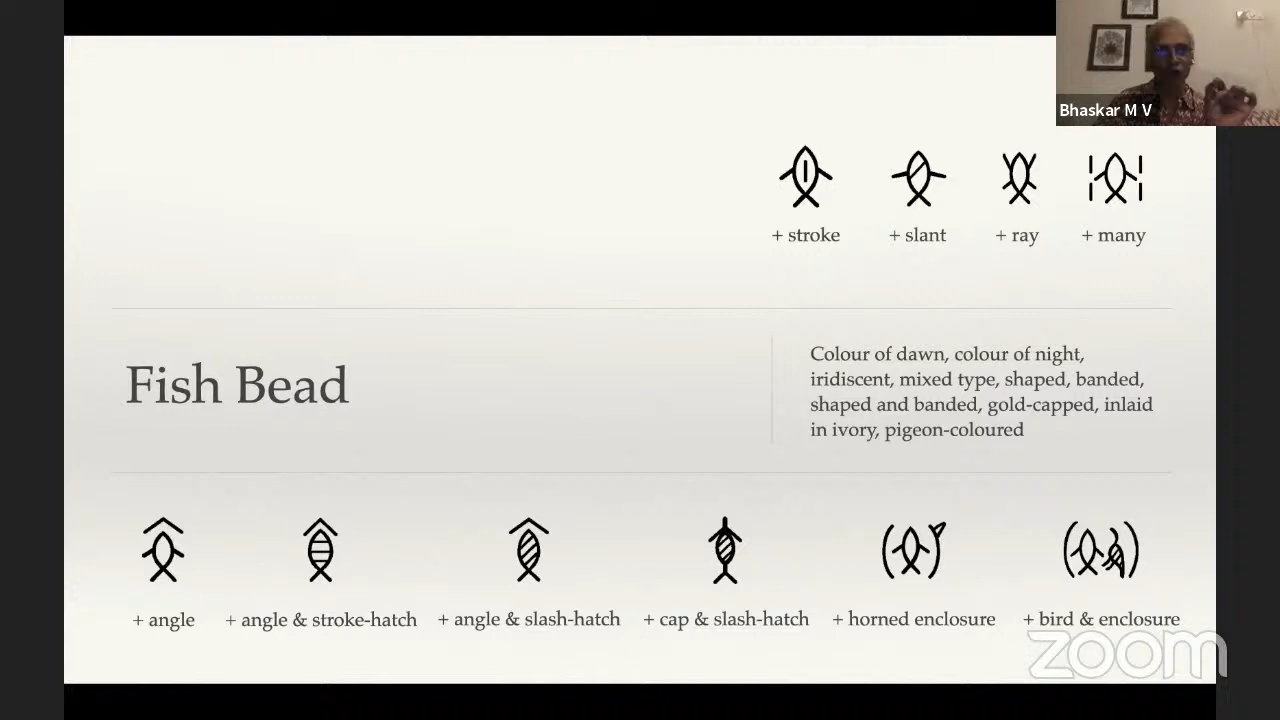 Bhaskar M V
+ stroke
+ slant
+ ray
+ many
Fish Bead
Colour of dawn, colour of night,
iridiscent, mixed type, shaped, banded,
shaped and banded, gold-capped, inlaid
in ivory, pigeon-coloured
+ angle
+ angle & stroke-hatch
+ angle & slash-hatch
+ cap & slash-hatch
+ horned enclosure
+ bird & enclosure
zoom